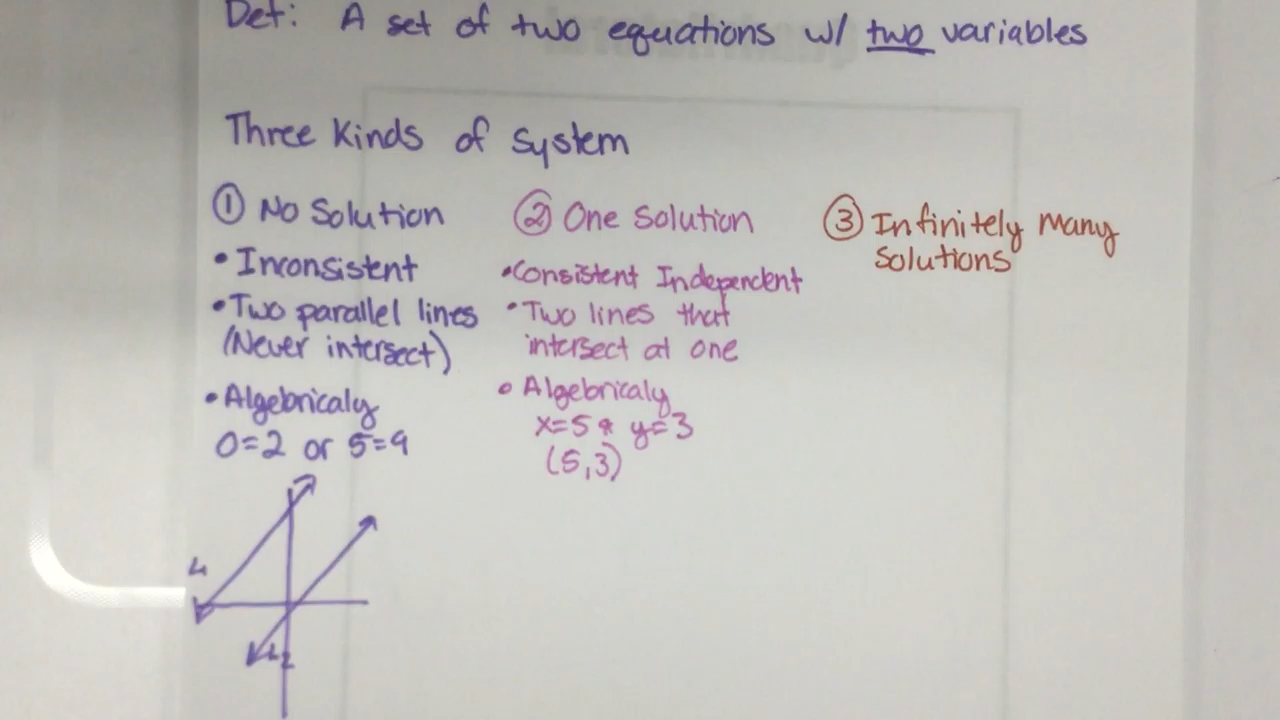 Def: A set of two equations w/ two variables
Three Kinds of System
① No Solution
• Inconsistent
• Two parallel lines
(Never intersect)
• Algebricaly
0=2 or 5=9
L
L2
② One Solution
• Consistent Independent
• Two lines that
intersect at one
• Algebricaly
x=5 & y=3
(5,3)
③ Infinitely Many
Solutions